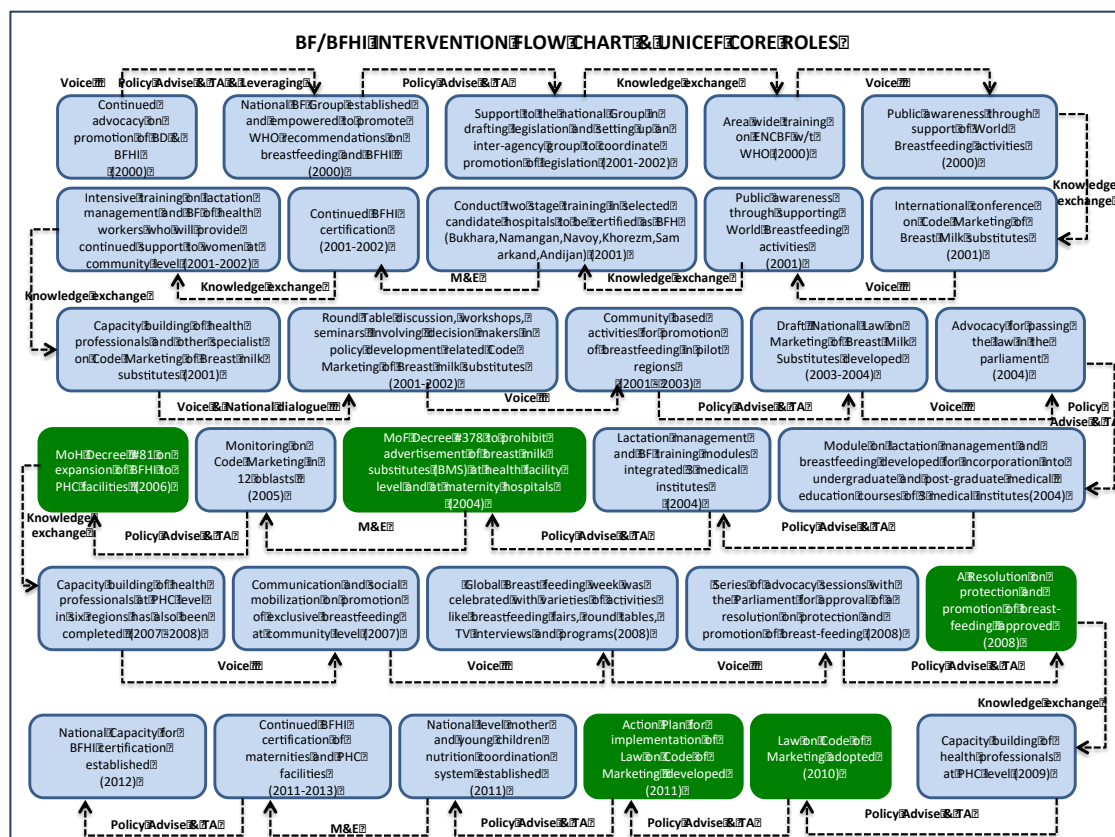 BF/BFHI INTERVENTION FLOW CHART & UNICEF CORE ROLES
Voice
Policy Advise & TA & Leveraging
Policy Advise & TA
Knowledge exchange
Voice
Continued
advocacy on
promotion of BD &
BFHI
(2000)
National BF Group established
and empowered to promote
WHO recommendations on
breastfeeding and BFHI
(2000)
Support to the national Group in
drafting legislation and setting up an
inter-agency group to coordinate
promotion of legislation (2001-2002)
Area wide training
on ENCBF w/t
WHO (2000)
Public awareness through
support of World
Breastfeeding activities
(2000)
Knowledge
exchange
Intensive training on lactation
management and BF of health
workers who will provide
continued support to women at
community level (2001-2002)
Continued BFHI
certification
(2001-2002)
Conduct two stage training in selected
candidate hospitals to be certified as BFH
(Bukhara, Namangan, Navoy, Khorezm, Sam
arkand, Andijan) (2001)
Public awareness
through supporting
World Breastfeeding
activities
(2001)
International conference
on Code Marketing of
Breast Milk substitutes
(2001)
Knowledge exchange
Knowledge exchange
M&E
Knowledge exchange
Voice
Capacity building of health
professionals and other specialist
on Code Marketing of Breast milk
substitutes (2001)
Round Table discussion, workshops,
seminars Involving decision makers in
policy development related Code
Marketing of Breast milk substitutes
(2001-2002)
Community based
activities for promotion
of breastfeeding in pilot
regions
(2001 - 2003)
Draft National Law on
Marketing of Breast Milk
Substitutes developed
(2003-2004)
Advocacy for passing
the law in the
parliament
(2004)
Voice & National dialogue
Voice
Policy Advise & TA
Voice
Policy
Advise & TA
MoH Decree #81 on
expansion of BFHI to
PHC facilities (2006)
Monitoring on
Code Marketing in
12 oblasts
(2005)
MoH Decree #378 to prohibit
advertisement of breast milk
substitutes (BMS) at health facility
level and at maternity hospitals
(2004)
Lactation management
and BF training modules
integrated 3 medical
institutes
(2004)
Module on lactation management and
breastfeeding developed for incorporation into
undergraduate and post-graduate medical
education courses of 3 medical institutes(2004)
Knowledge
exchange
Policy Advise & TA
M&E
Policy Advise & TA
Policy Advise & TA
Capacity building of health
professionals at PHC level
in six regions has also been
completed (2007-2008)
Communication and social
mobilization on promotion
of exclusive breastfeeding
at community level (2007)
Global Breast feeding week was
celebrated with varieties of activities
like breastfeeding fairs, round tables,
TV interviews and programs(2008)
Series of advocacy sessions with
the Parliament for approval of a
resolution on protection and
promotion of breast-feeding (2008)
A Resolution on
protection and
promotion of breast-
feeding approved
(2008)
Voice
Voice
Voice
Policy Advise & TA
Knowledge
exchange
National Capacity for
BFHI certification
established
(2012)
Continued BFHI
certification of
maternities and PHC
facilities
(2011-2013)
National level mother
and young children
nutrition coordination
system established
(2011)
Action Plan for
implementation of
Law on Code of
Marketing developed
(2011)
Law on Code of
Marketing adopted
(2010)
Capacity building of
health professionals
at PHC level (2009)
Policy Advise & TA
M&E
Policy Advise & TA
Policy Advise & TA
Policy Advise & TA